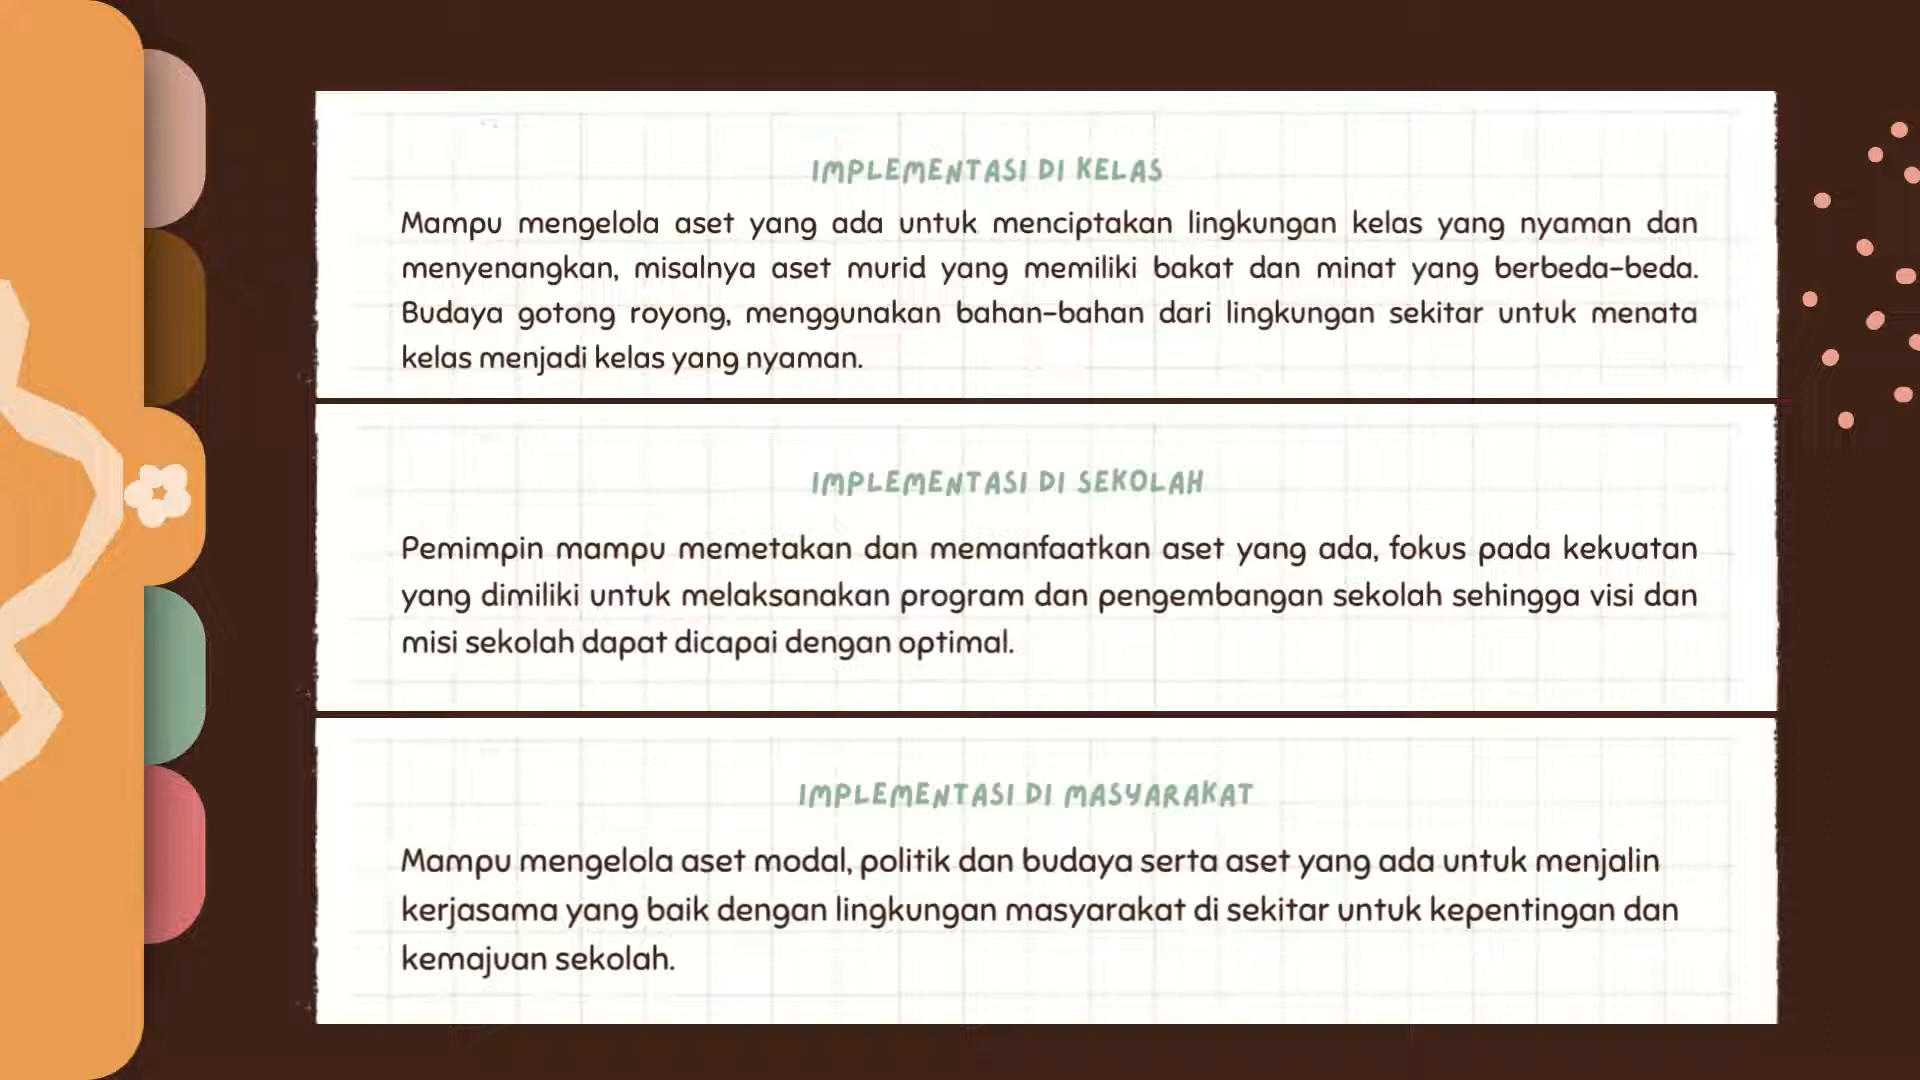 IMPLEMENTASI DI KELAS
Mampu mengelola aset yang ada untuk menciptakan lingkungan kelas yang nyaman dan
menyenangkan, misalnya aset murid yang memiliki bakat dan minat yang berbeda-beda.
Budaya gotong royong, menggunakan bahan-bahan dari lingkungan sekitar untuk menata
kelas menjadi kelas yang nyaman.
IMPLEMENTASI DI SEKOLAH
Pemimpin mampu memetakan dan memanfaatkan aset yang ada, fokus pada kekuatan
yang dimiliki untuk melaksanakan program dan pengembangan sekolah sehingga visi dan
misi sekolah dapat dicapai dengan optimal.
IMPLEMENTASI DI MASYARAKAT
Mampu mengelola aset modal, politik dan budaya serta aset yang ada untuk menjalin
kerjasama yang baik dengan lingkungan masyarakat di sekitar untuk kepentingan dan
kemajuan sekolah.